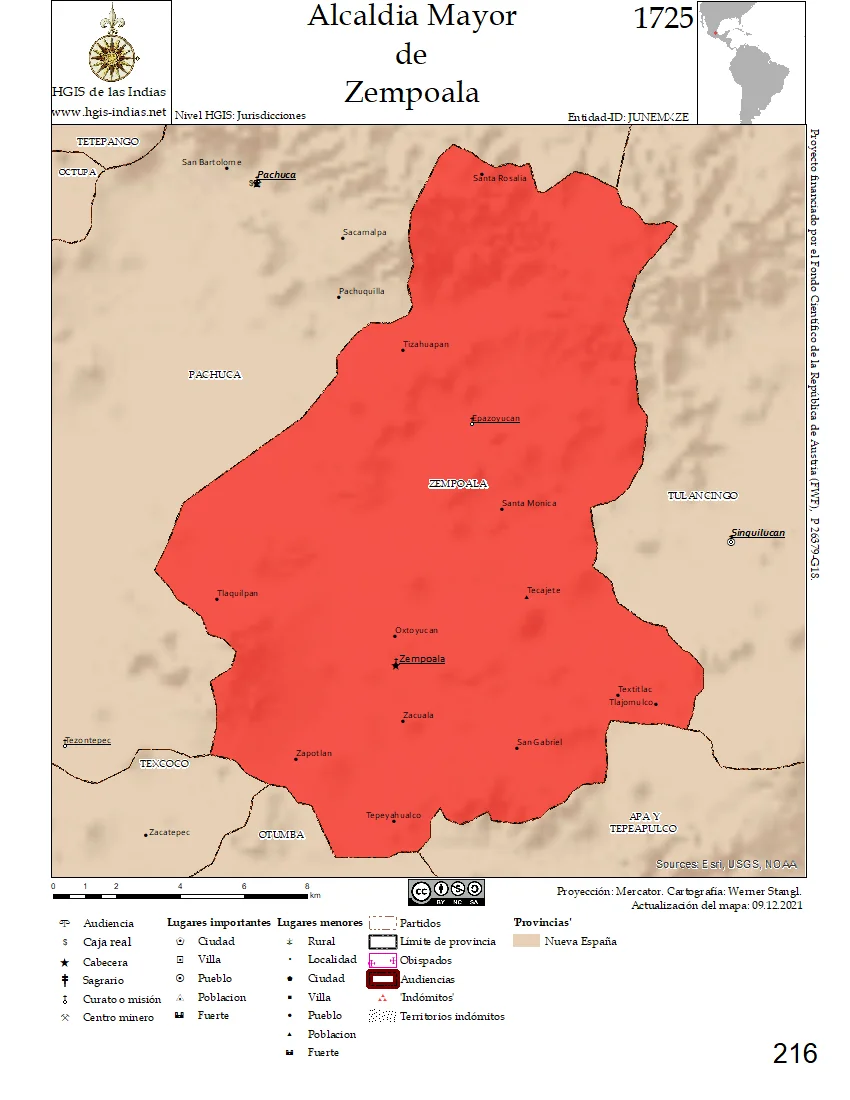 Alcaldia Mayor
de
Zempoala
1725
HGIS de las Indias
www.hgis-indias.net
Nivel HGIS: Jurisdicciones
Entidad-ID: JUNEMXZE
Proyecto financiado por el Fondo Científico de la República de Austria (FWF), P 26379-G18.
TETEPANGO
OCTUPA
San Bartolome
Pachuca
Santa Rosalia
Sacamalpa
Pachuquilla
Tizahuapan
PACHUCA
Epazoyucan
ZEMPOALA
TULANCINGO
Santa Monica
Singuilucan
Tlaquilpan
Tecajete
Oxtoyucan
Zempoala
Textitlac
Tlajomulco
Zacuala
Tezontepec
San Gabriel
Zapotlan
TEXCOCO
Tepeyahualco
APA Y
TEPEAPULCO
Zacatepec
OTUMBA
Sources: Esri, USGS, NOAA
0 1 2 4 6 8
km
CC BY NC SA
Proyección: Mercator. Cartografía: Werner Stangl.
Actualización del mapa: 09.12.2021
Audiencia
$ Caja real
Cabecera
Sagrario
Curato o misión
Centro minero
Lugares importantes
Ciudad
Villa
Pueblo
Poblacion
Fuerte
Lugares menores
Rural
Localidad
Ciudad
Villa
Pueblo
Poblacion
Fuerte
Partidos
Límite de provincia
Obispados
Audiencias
'Indómitos'
Territorios indómitos
'Provincias'
Nueva España
216